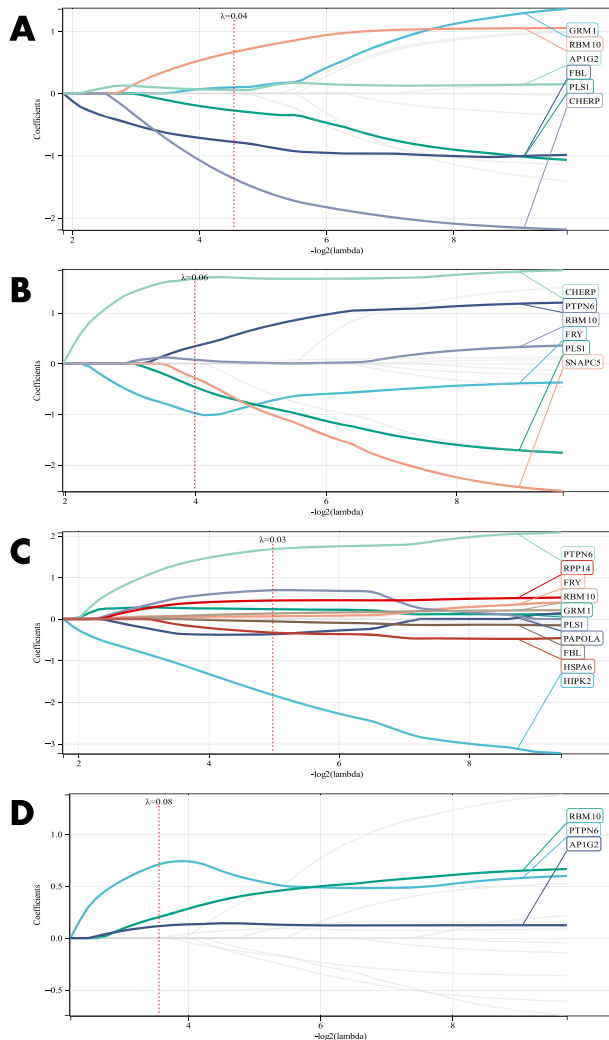 A
λ=0.04
1
0
−1
−2
Coefficients
2
4
6
8
-log2(lambda)
GRM1
RBM10
AP1G2
FBL
PLS1
CHERP
B
λ=0.06
1
0
−1
−2
Coefficients
2
4
6
8
-log2(lambda)
CHERP
PTPN6
RBM10
FRY
PLS1
SNAPC5
C
λ=0.03
2
1
0
−1
−2
−3
Coefficients
2
4
6
8
-log2(lambda)
PTPN6
RPP14
FRY
RBM10
GRM1
PLS1
PAPOLA
FBL
HSPA6
HIPK2
D
λ=0.08
1.0
0.5
0.0
−0.5
Coefficients
4
6
8
-log2(lambda)
RBM10
PTPN6
AP1G2